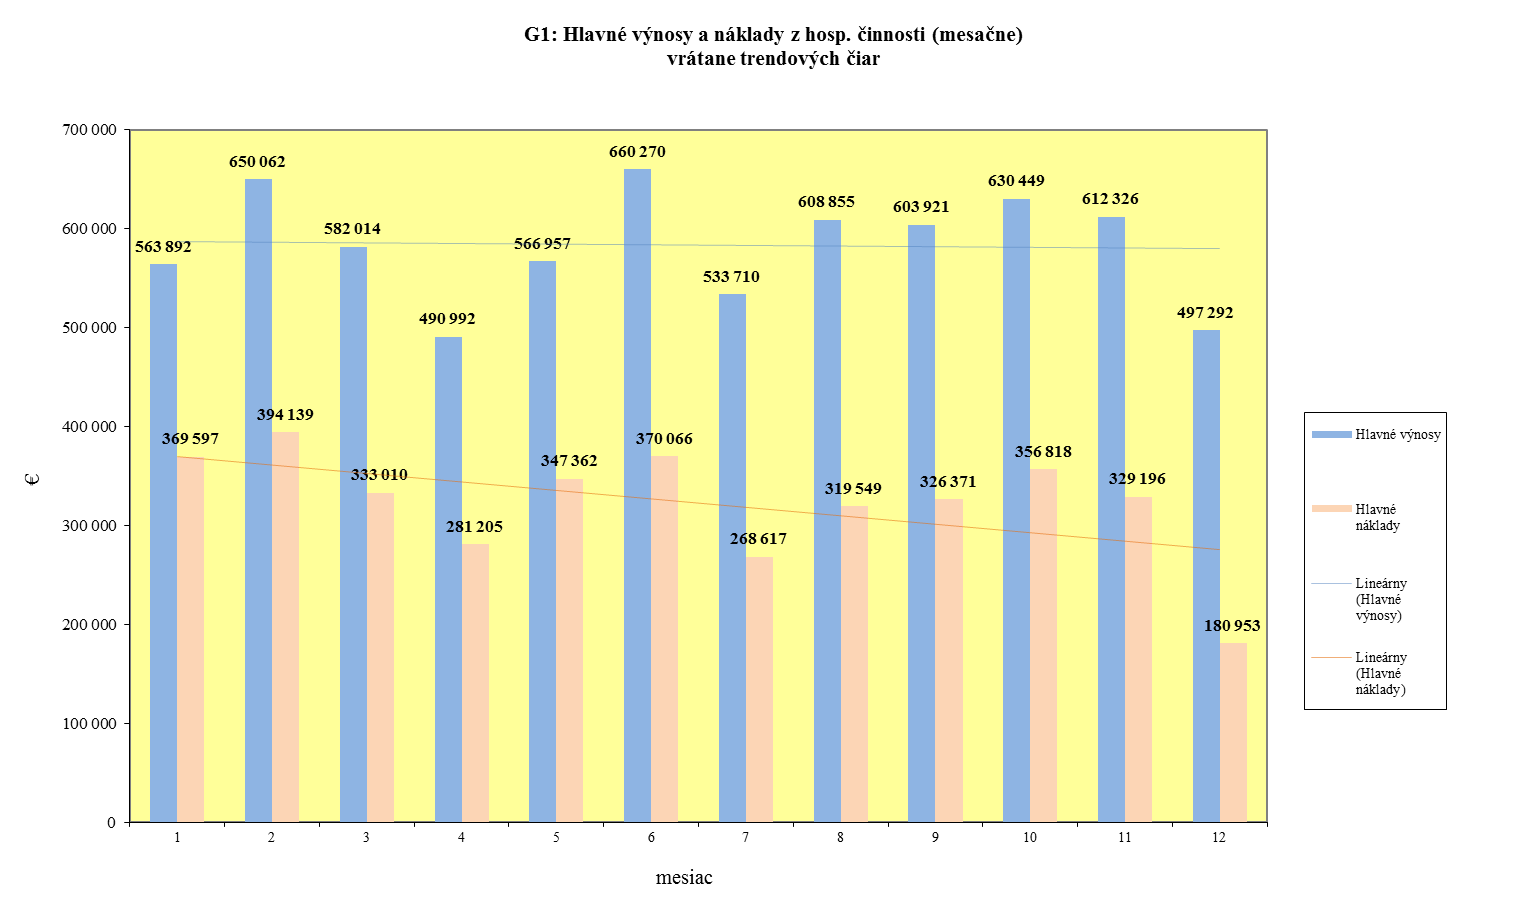 G1: Hlavné výnosy a náklady z hosp. činnosti (mesačne)
vrátane trendových čiar
700 000
600 000
500 000
400 000
300 000
200 000
100 000
0
€
563 892
650 062
582 014
490 992
566 957
660 270
533 710
608 855
603 921
630 449
612 326
497 292
369 597
394 139
333 010
281 205
347 362
370 066
268 617
319 549
326 371
356 818
329 196
180 953
1 2 3 4 5 6 7 8 9 10 11 12
mesiac
Hlavné výnosy
Hlavné
náklady
Lineárny
(Hlavné
výnosy)
Lineárny
(Hlavné
náklady)